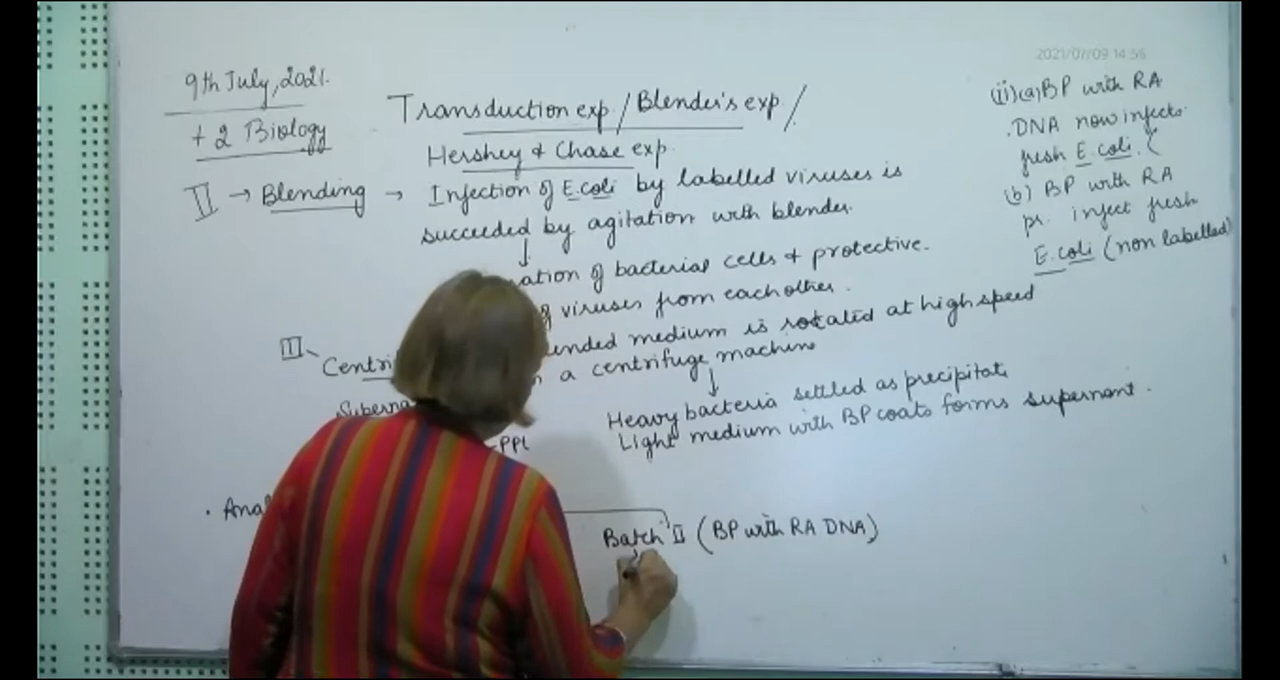 2021/07/09 14:56
9th July, 2021.
+2 Biology
Transduction exp/Blender's exp/
Hershey & Chase exp.
II → Blending → Infection of E.coli by labelled viruses is
succeeded by agitation with blender.
↓
ation of bacterial cells & protective.
viruses from each other.
III Centri ended medium is rotated at high speed
a centrifuge machine
↓
Superna Heavy bacteria settled as precipitate
Light medium with BP coats forms supernant.
PPt
. Anal
Batch II (BP with RA DNA)
(ii)(a) BP with RA
DNA now infects
fresh E coli. (
(b) BP with RA
pr. infect fresh
E.coli (non labelled)